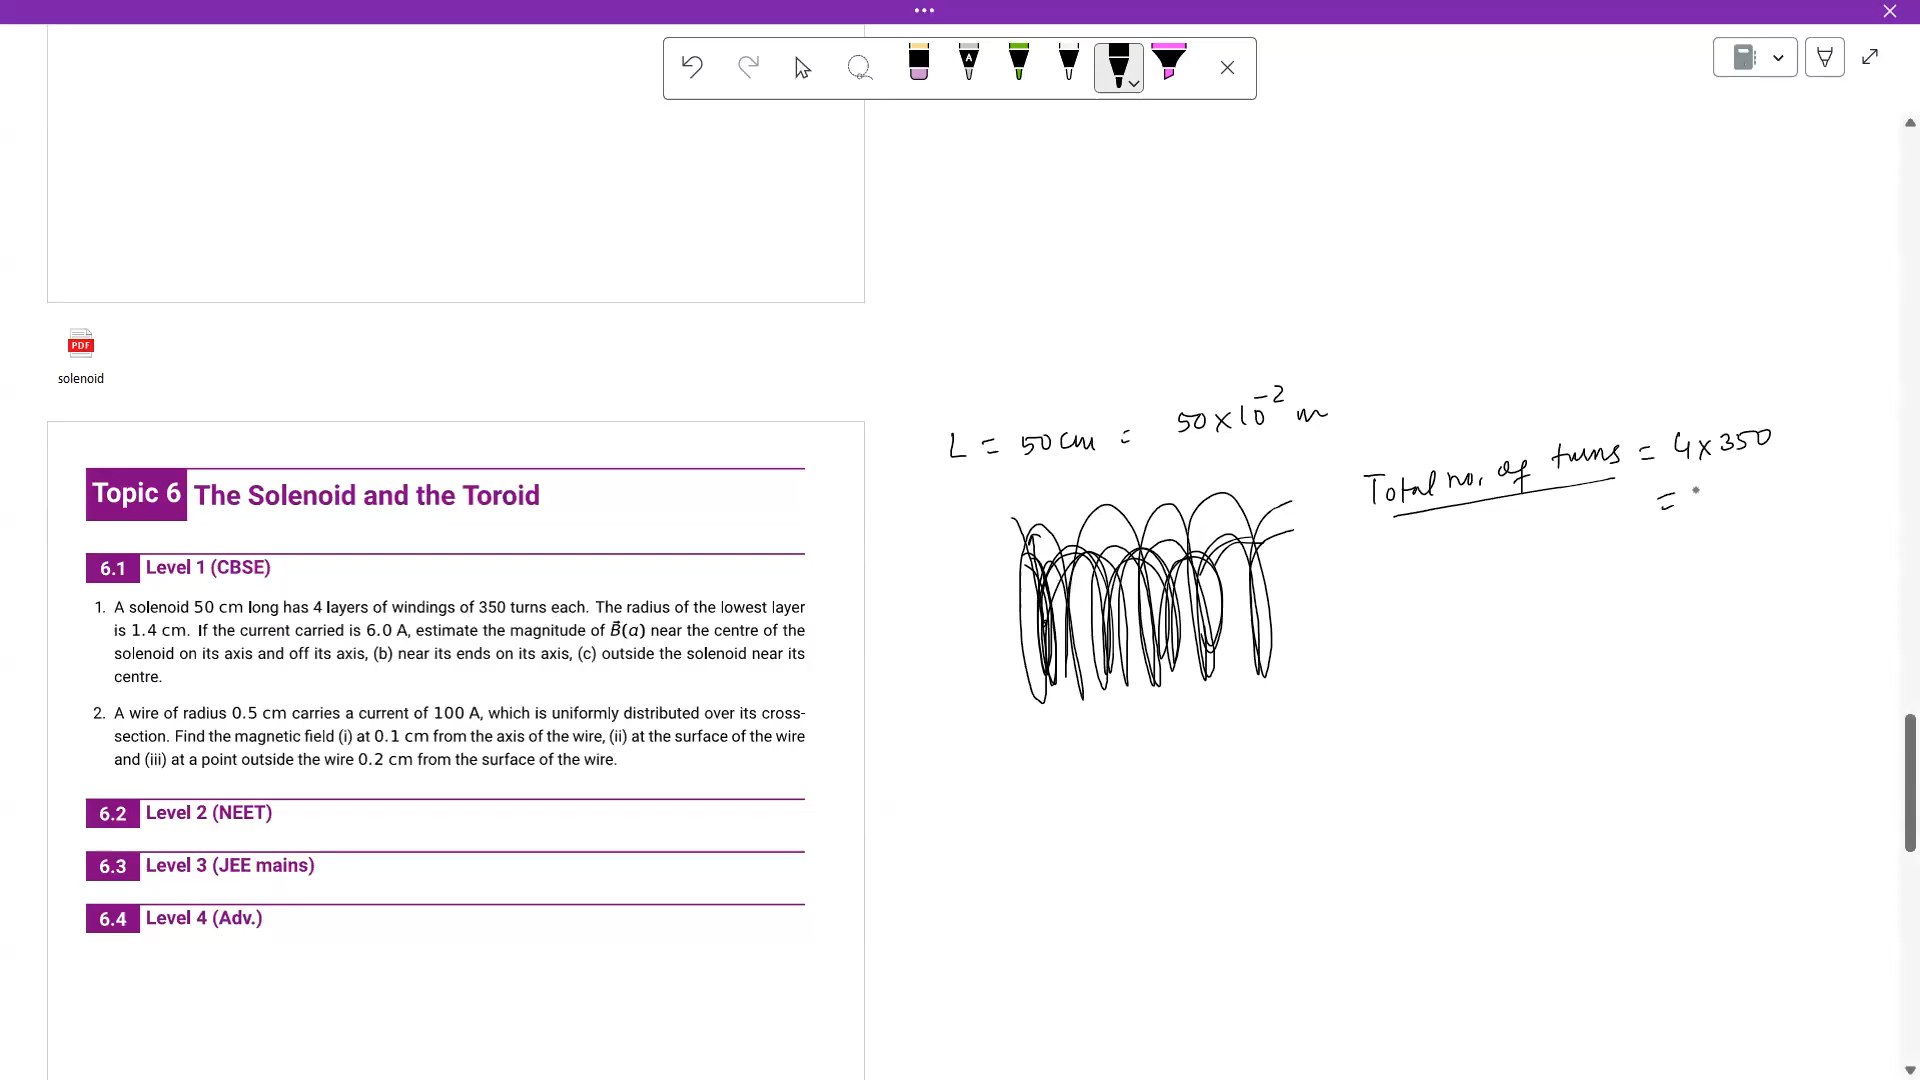 PDF
solenoid
Topic 6 The Solenoid and the Toroid
6.1 Level 1 (CBSE)
1. A solenoid 50 cm long has 4 layers of windings of 350 turns each. The radius of the lowest layer
is 1.4 cm. If the current carried is 6.0 A, estimate the magnitude of B⃗(a) near the centre of the
solenoid on its axis and off its axis, (b) near its ends on its axis, (c) outside the solenoid near its
centre.
2. A wire of radius 0.5 cm carries a current of 100 A, which is uniformly distributed over its cross-
section. Find the magnetic field (i) at 0.1 cm from the axis of the wire, (ii) at the surface of the wire
and (iii) at a point outside the wire 0.2 cm from the surface of the wire.
6.2 Level 2 (NEET)
6.3 Level 3 (JEE mains)
6.4 Level 4 (Adv.)
L = 50 cm = 50×10⁻² m
Total no. of turns = 4×350
=